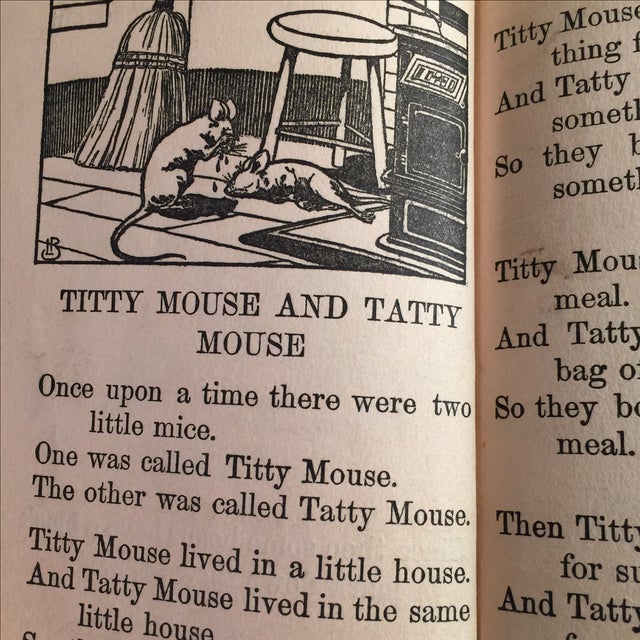 TITTY MOUSE AND TATTY
MOUSE
Once upon a time there were two
little mice.
One was called Titty Mouse.
The other was called Tatty Mouse.
Titty Mouse lived in a little house.
And Tatty Mouse lived in the same
little house
Titty Mouse
thing
And Tatty
So they
Titty Mou
meal.
And Tatty
bag
So they
meal.
Then Titty
for
And Tatty